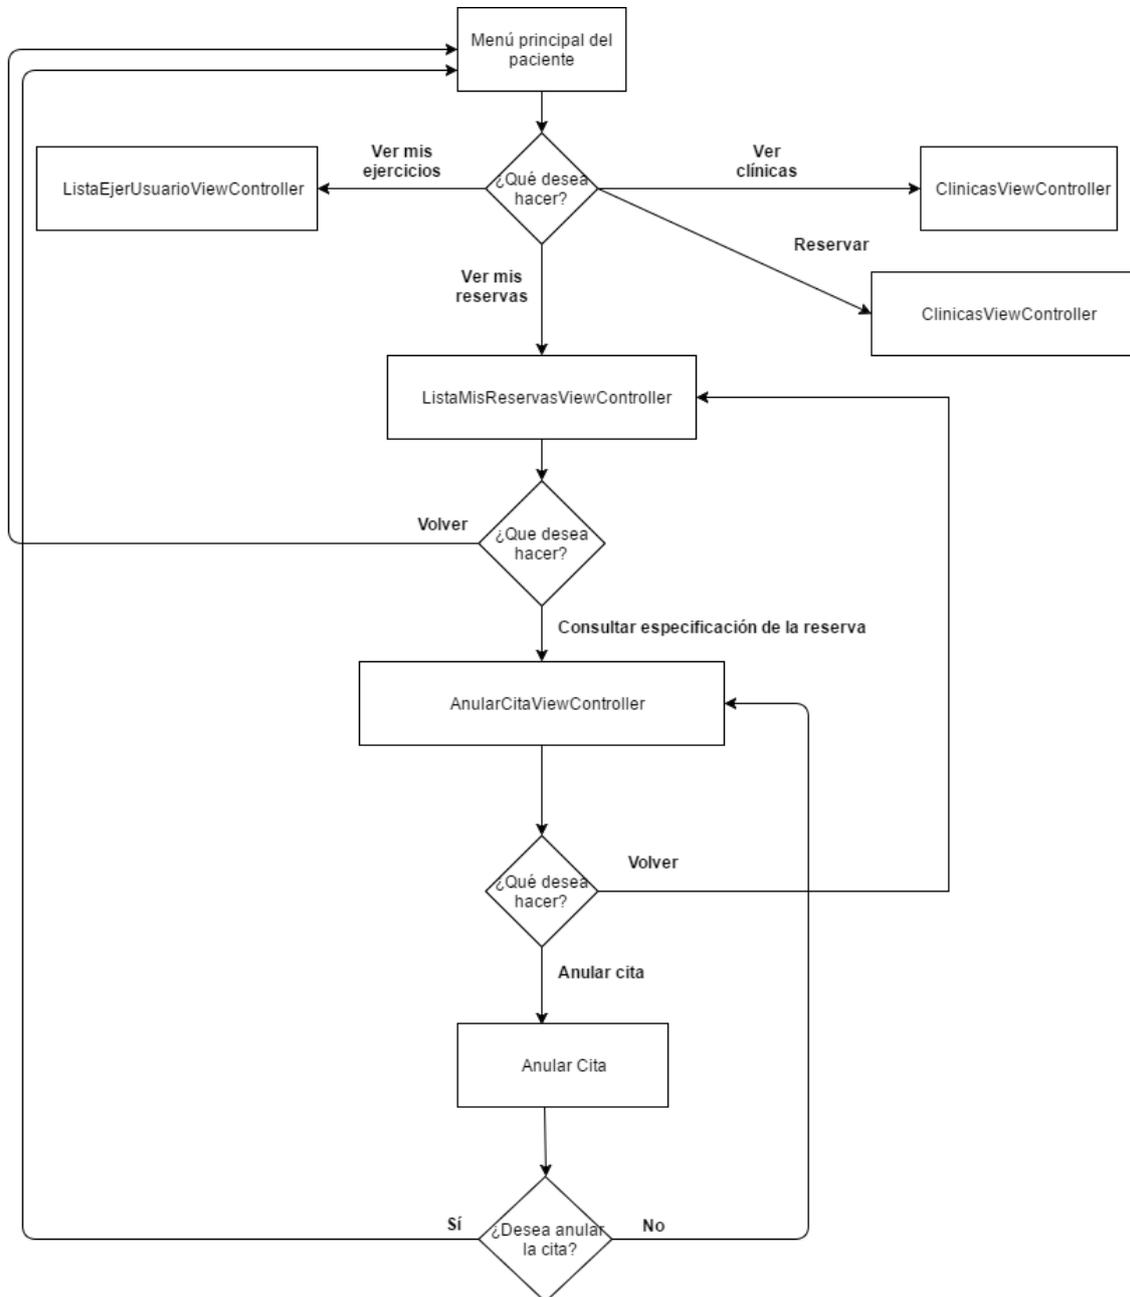 Menú principal del
paciente
Ver mis
ejercicios
Ver
clínicas
ListaEjerUsuarioViewController
¿Qué desea
hacer?
ClinicasViewController
Reservar
Ver mis
reservas
ClinicasViewController
ListaMisReservasViewController
Volver
¿Que desea
hacer?
Consultar especificación de la reserva
AnularCitaViewController
¿Qué desea
hacer?
Volver
Anular cita
Anular Cita
Sí
¿Desea anular
la cita?
No